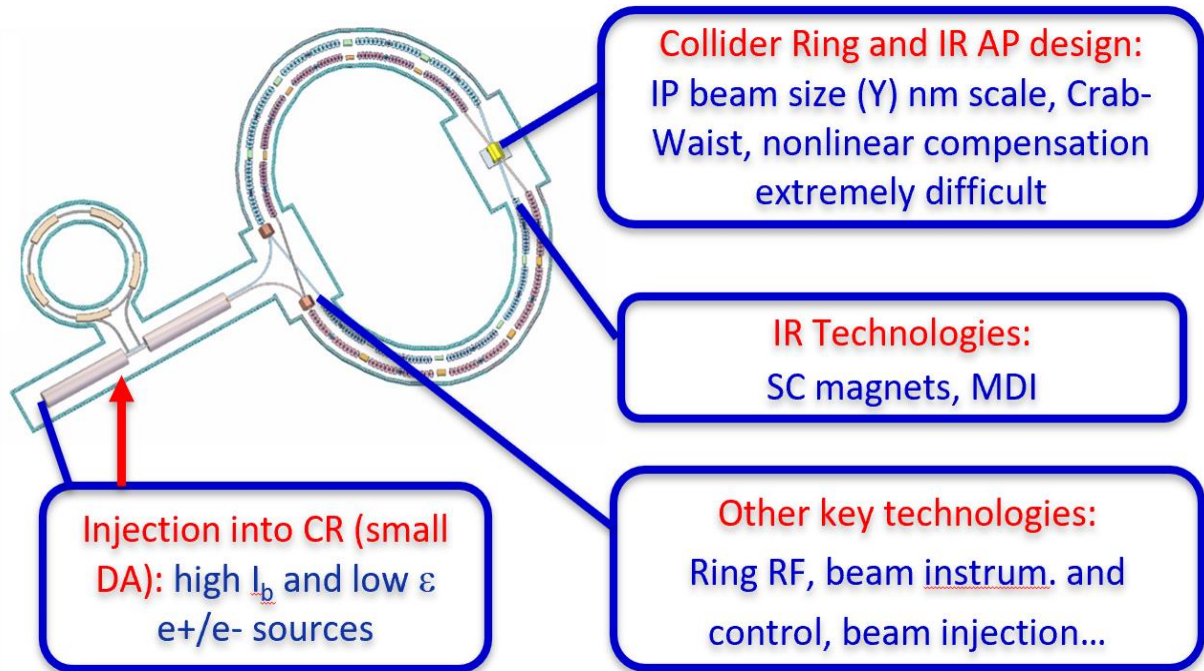 Collider Ring and IR AP design:
IP beam size (Y) nm scale, Crab-
Waist, nonlinear compensation
extremely difficult
IR Technologies:
SC magnets, MDI
Injection into CR (small
DA): high I_b and low ε
e+/e- sources
Other key technologies:
Ring RF, beam instrum. and
control, beam injection…